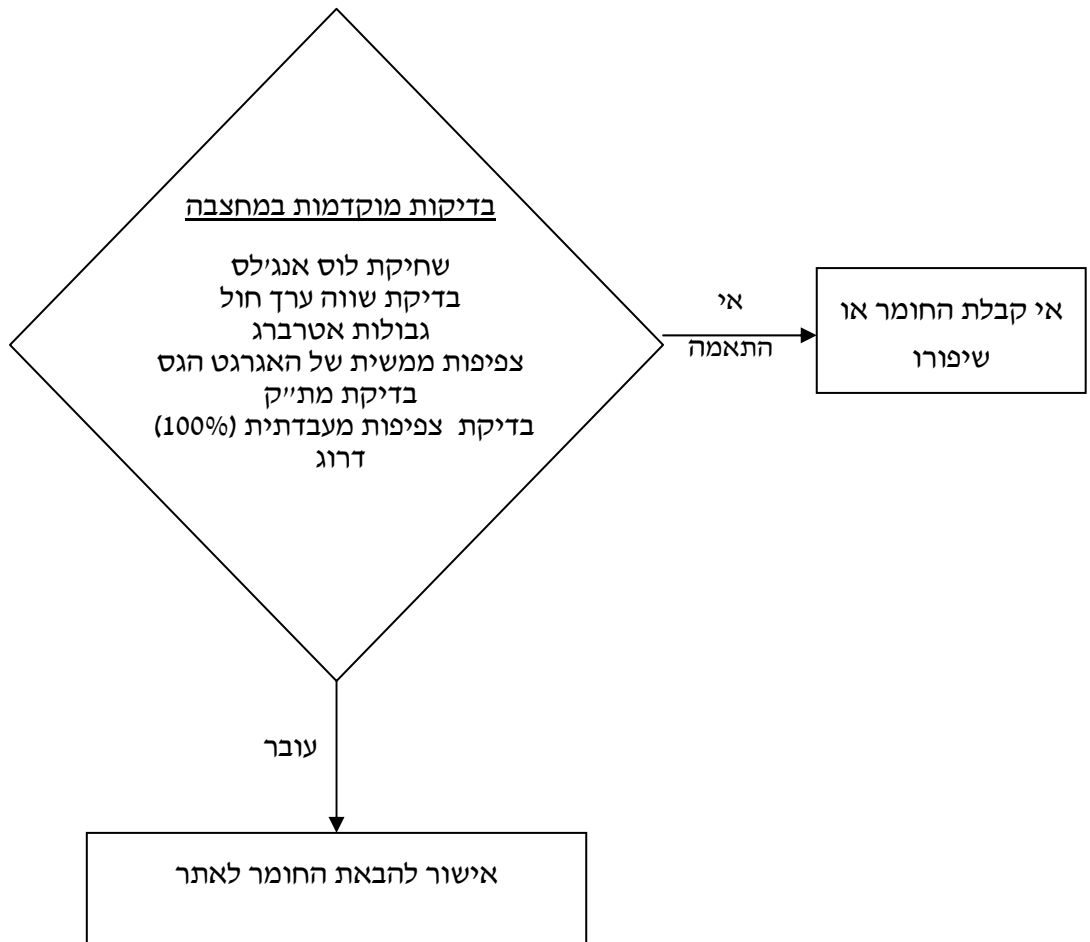 בדיקות מוקדמות במחצבה
שחיקת לוס אנג'לס
בדיקת שווה ערך חול
גבולות אטרברג
צפיפות ממשית של האגרגט הגס
בדיקת מת"ק
בדיקת צפיפות מעבדתית (100%)
דרוג
אי
התאמה
אי קבלת החומר או
שיפורו
עובר
אישור להבאת החומר לאתר